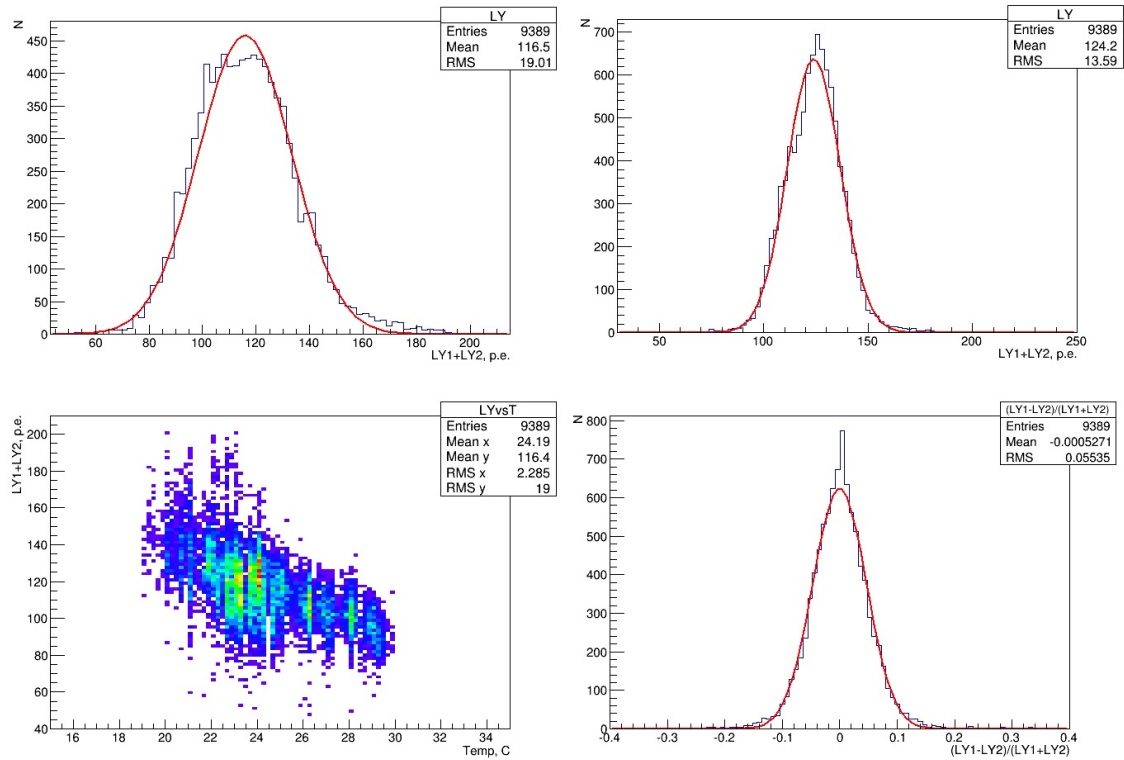 LY
Entries 9389
Mean 116.5
RMS 19.01
N
450
400
350
300
250
200
150
100
50
0
60 80 100 120 140 160 180 200
LY1+LY2, p.e.
LY
Entries 9389
Mean 124.2
RMS 13.59
N
700
600
500
400
300
200
100
0
50 100 150 200 250
LY1+LY2, p.e.
LYvsT
Entries 9389
Mean x 24.19
Mean y 116.4
RMS x 2.285
RMS y 19
LY1+LY2, p.e.
200
180
160
140
120
100
80
60
40
16 18 20 22 24 26 28 30 32 34
Temp, C
(LY1-LY2)/(LY1+LY2)
Entries 9389
Mean -0.0005271
RMS 0.05535
N
800
700
600
500
400
300
200
100
0
-0.4 -0.3 -0.2 -0.1 0 0.1 0.2 0.3 0.4
(LY1-LY2)/(LY1+LY2)